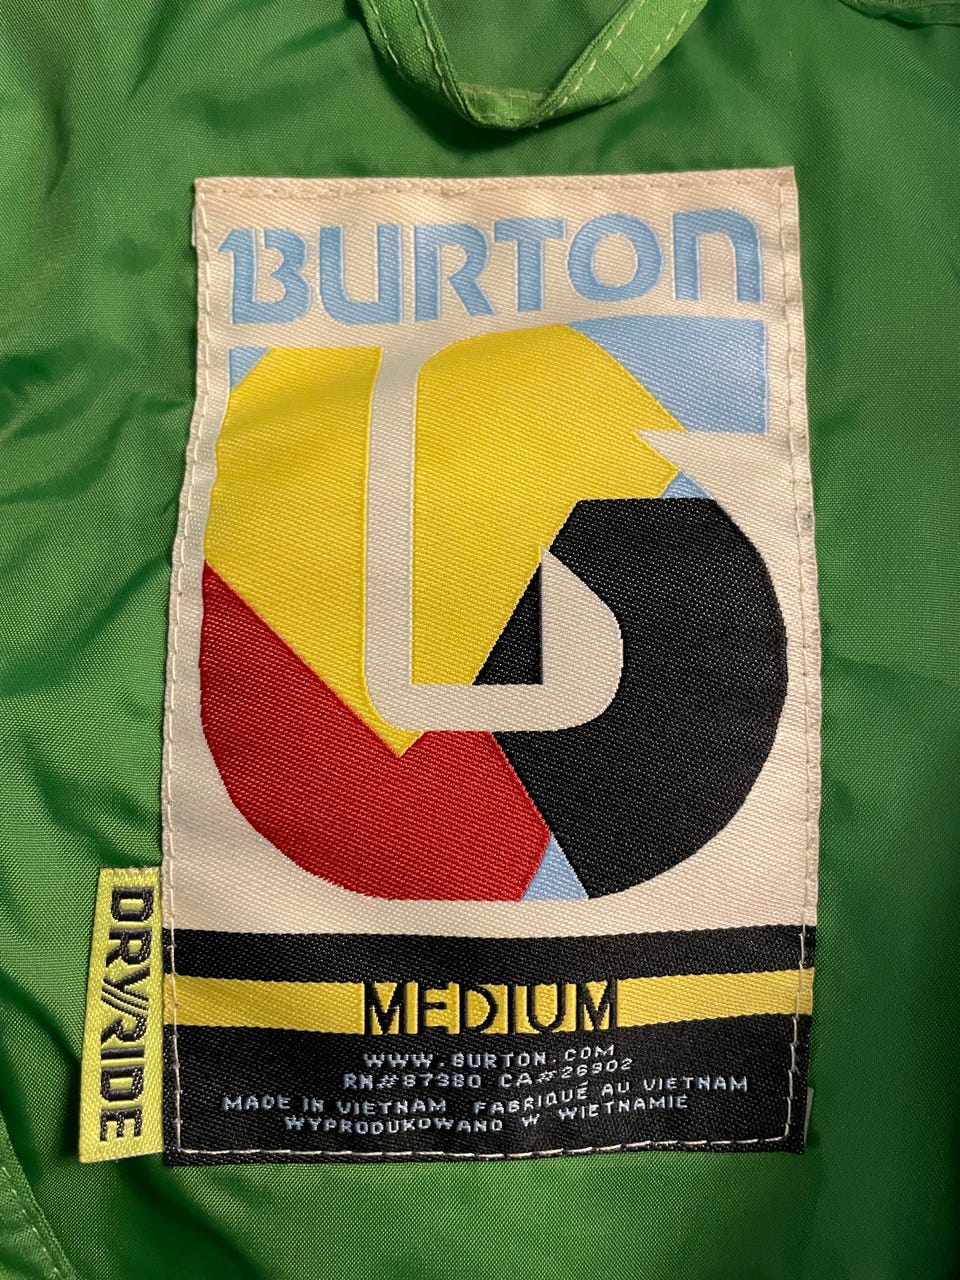 BURTON
MEDIUM
WWW.BURTON.COM
RN#87380 CA#26902
MADE IN VIETNAM FABRIQUÉ AU VIETNAM
WYPRODUKOWANO W WIETNAMIE
DRY//RIDE